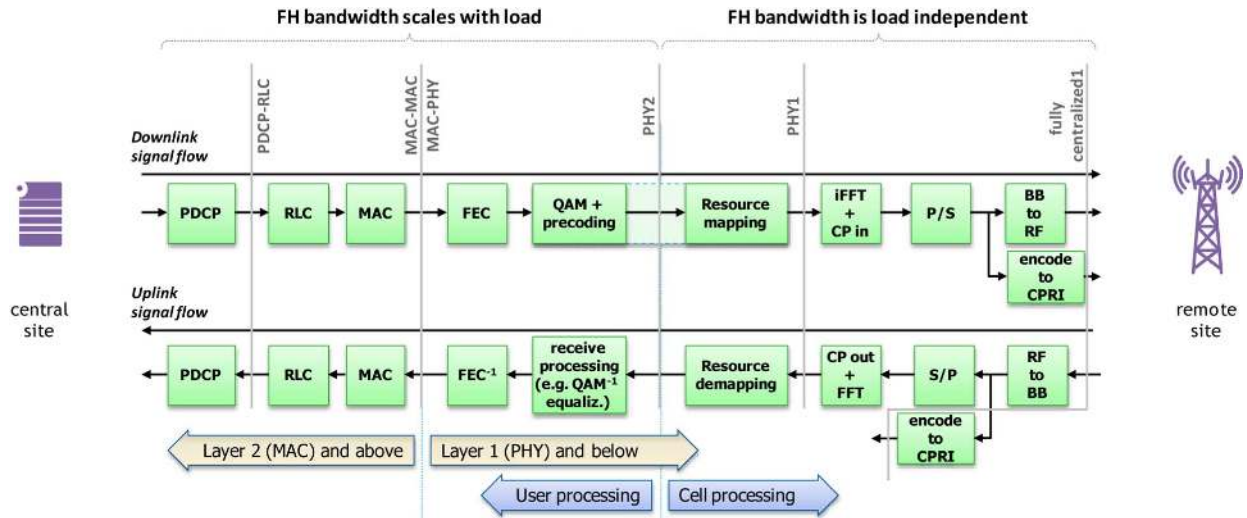 FH bandwidth scales with load
FH bandwidth is load independent
PDCP-RLC
MAC-MAC
MAC-PHY
PHY2
PHY1
fully
centralized1
Downlink
signal flow
PDCP
RLC
MAC
FEC
QAM +
precoding
Resource
mapping
iFFT
+
CP in
P/S
BB
to
RF
encode
to
CPRI
central
site
remote
site
Uplink
signal flow
PDCP
RLC
MAC
FEC-1
receive
processing
(e.g. QAM-1
equaliz.)
Resource
demapping
CP out
+
FFT
S/P
RF
to
BB
encode
to
CPRI
Layer 2 (MAC) and above
Layer 1 (PHY) and below
User processing
Cell processing